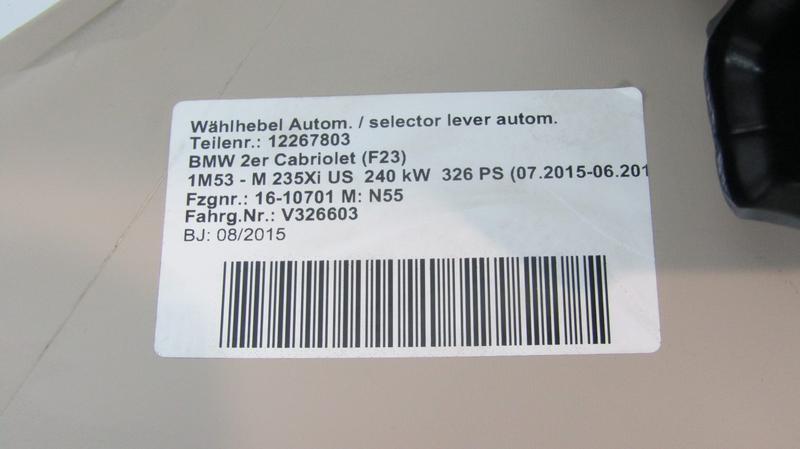 Wählhebel Autom. / selector lever autom.
Teilenr.: 12267803
BMW 2er Cabriolet (F23)
1M53 - M 235Xi US 240 kW 326 PS (07.2015-06.201
Fzgnr.: 16-10701 M: N55
Fahrg.Nr.: V326603
BJ: 08/2015